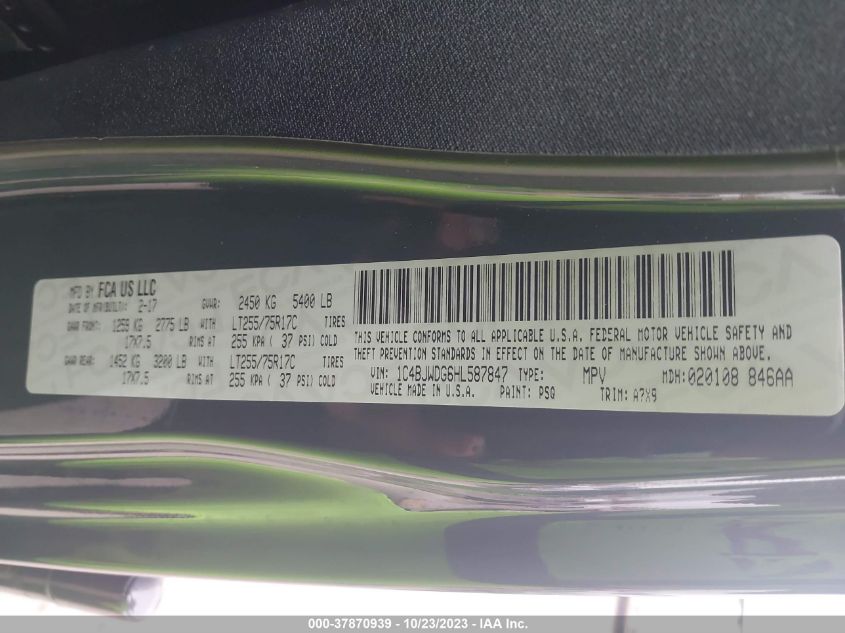 MFD BY FCA US LLC
DATE OF MFR(BUILD): 2-17 GVWR: 2450 KG 5400 LB
GAWR FRONT: 1259 KG 2775 LB WITH LT255/75R17C TIRES
17X7.5 RIMS AT 255 KPA ( 37 PSI) COLD
GAWR REAR: 1452 KG 3200 LB WITH LT255/75R17C TIRES
17X7.5 RIMS AT 255 KPA ( 37 PSI) COLD
THIS VEHICLE CONFORMS TO ALL APPLICABLE U.S.A. FEDERAL MOTOR VEHICLE SAFETY AND
THEFT PREVENTION STANDARDS IN EFFECT ON THE DATE OF MANUFACTURE SHOWN ABOVE.
VIN: 1C4BJWDG6HL587847 TYPE: MPV MDH:020108 846AA
VEHICLE MADE IN U.S.A. PAINT: PSQ TRIM: A7X9
000-37870939 - 10/23/2023 - IAA Inc.